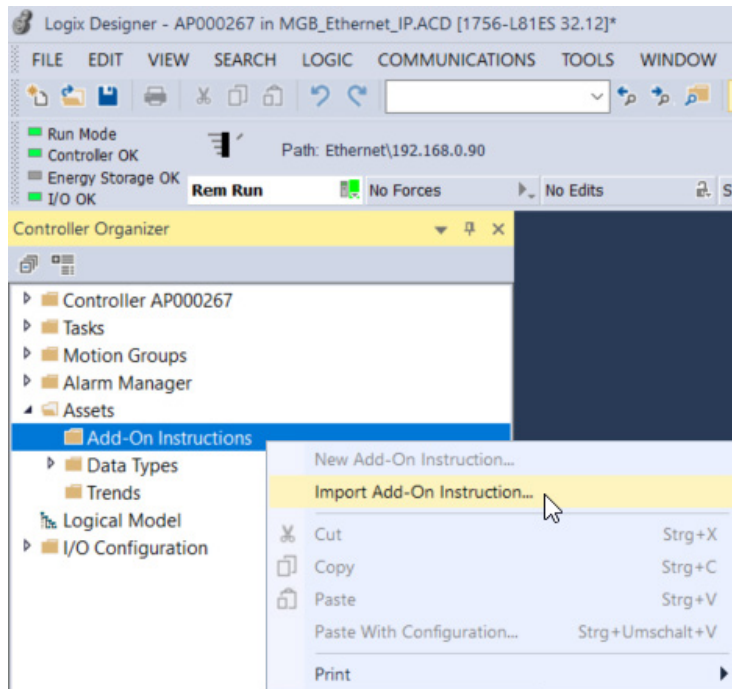 Logix Designer - AP000267 in MGB_Ethernet_IP.ACD [1756-L81ES 32.12]*
FILE EDIT VIEW SEARCH LOGIC COMMUNICATIONS TOOLS WINDOW
Run Mode
Controller OK
Energy Storage OK
I/O OK
Path: Ethernet\192.168.0.90
Rem Run No Forces No Edits
Controller Organizer
Controller AP000267
Tasks
Motion Groups
Alarm Manager
Assets
Add-On Instructions
Data Types
Trends
Logical Model
I/O Configuration
New Add-On Instruction...
Import Add-On Instruction...
Cut Strg+X
Copy Strg+C
Paste Strg+V
Paste With Configuration... Strg+Umschalt+V
Print